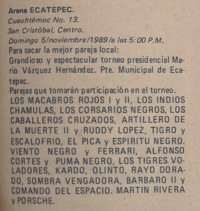 Arena ECATEPEC.
Cuauhtémoc No. 13.
San Cristóbal, Centro.
Domingo 5/noviembre/1989/a las 5:00 P.M.
Para sacar la mejor pareja local:
Grandioso y espectacular torneo presidencial Ma-
rio Vázquez Hernández. Pte. Municipal de Eca-
tepec.
Parejas que tomarán participación en el torneo.
LOS MACABROS ROJOS I y II, LOS INDIOS
CHAMULAS, LOS CORSARIOS NEGROS, LOS
CABALLEROS CRUZADOS, ARTILLERO DE
LA MUERTE II y RUDDY LOPEZ, TIGRO y
ESCALOFRIO, EL PICA y ESPIRITU NEGRO.
VIENTO NEGRO y FERRARI, ALFONSO
CORTES y PUMA NEGRO, LOS TIGRES VO-
LADORES, KARDO, OLINTO, RAYO DORA-
DO, SOMBRA VENGADORA, BARBARO II y
COMANDO DEL ESPACIO. MARTIN RIVERA
y PORSCHE.